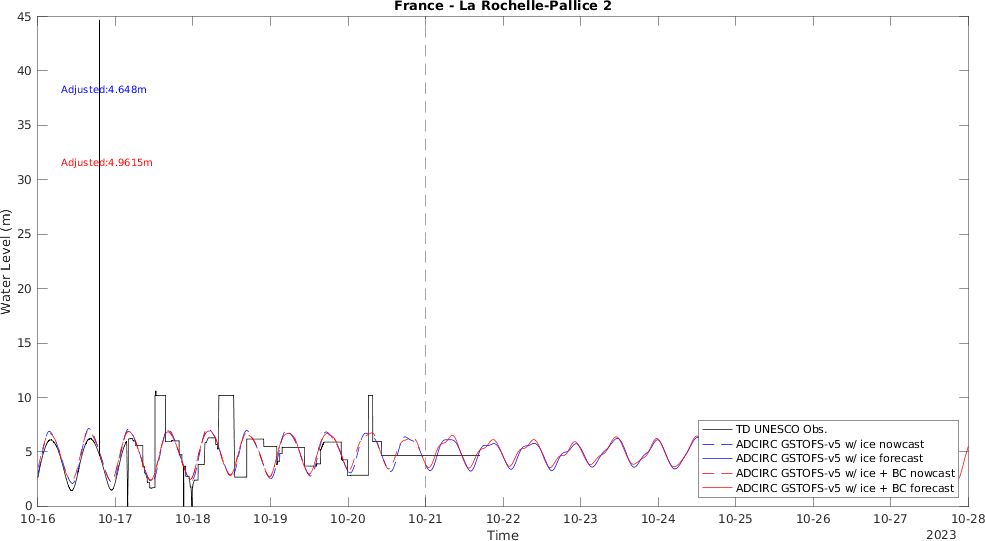 France - La Rochelle-Pallice 2
45
40
35
30
25
20
15
10
5
0
Water Level (m)
Adjusted:4.648m
Adjusted:4.9615m
TD UNESCO Obs.
ADCIRC GSTOFS-v5 w/ ice nowcast
ADCIRC GSTOFS-v5 w/ ice forecast
ADCIRC GSTOFS-v5 w/ ice + BC nowcast
ADCIRC GSTOFS-v5 w/ ice + BC forecast
10-16 10-17 10-18 10-19 10-20 10-21 10-22 10-23 10-24 10-25 10-26 10-27 10-28
Time
2023